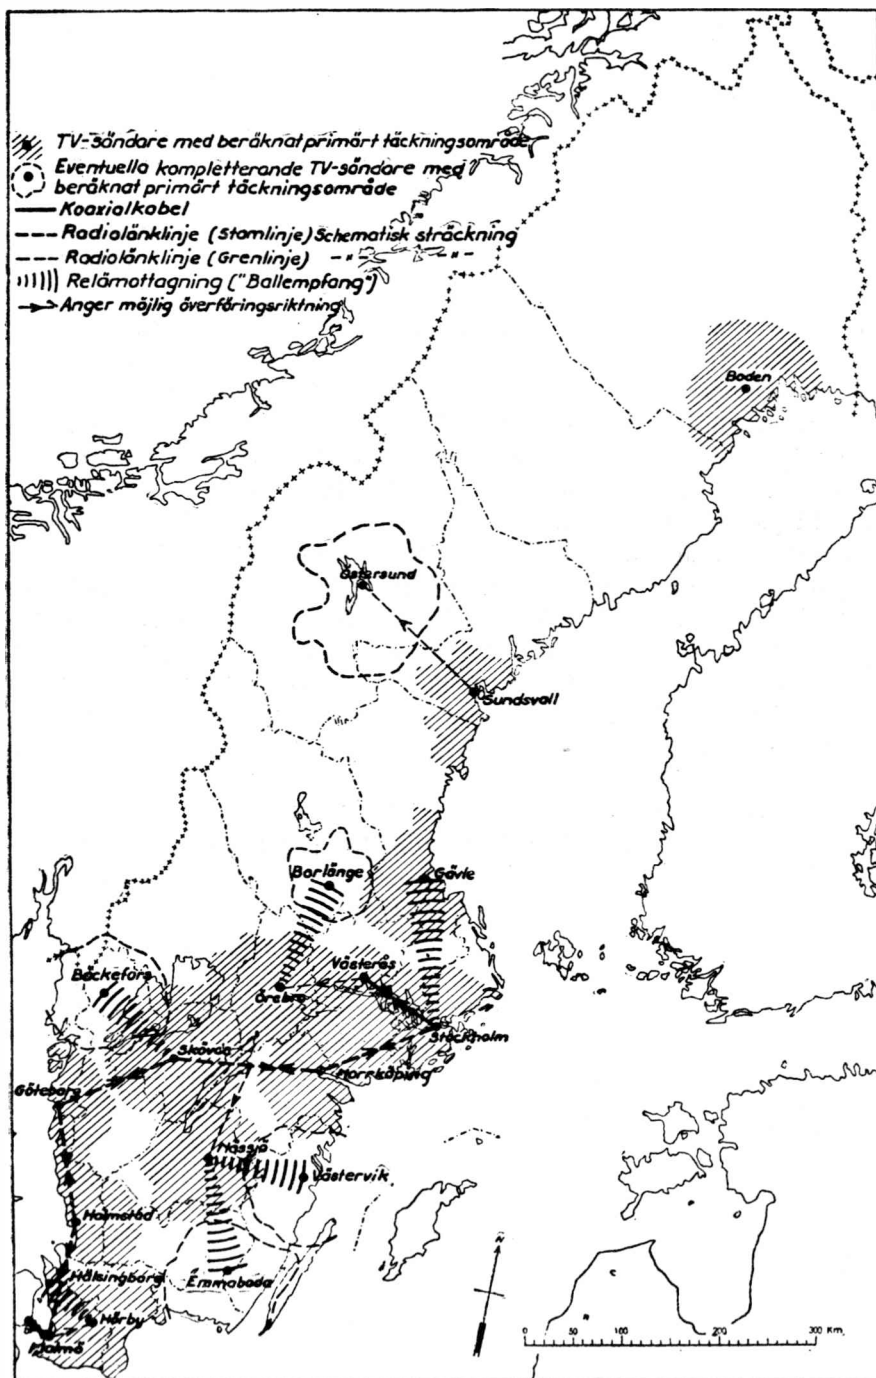 TV-sändare med beräknat primärt täckningsområde
Eventuella kompletterande TV-sändare med
beräknat primärt täckningsområde
Koaxialkabel
Radiolänklinje (Stamlinje) Schematisk sträckning
Radiolänklinje (Grenlinje) -"- -"-
Relämottagning ("Ballempfang")
Anger möjlig överföringsriktning
Boden
Östersund
Sundsvall
Borlänge
Gävle
Bäckefors
Västerås
Örebro
Stockholm
Skövde
Norrköping
Göteborg
Nässjö
Västervik
Halmstad
Hälsingborg
Emmaboda
Hörby
Malmö
N
0 50 100 200 300 Km.